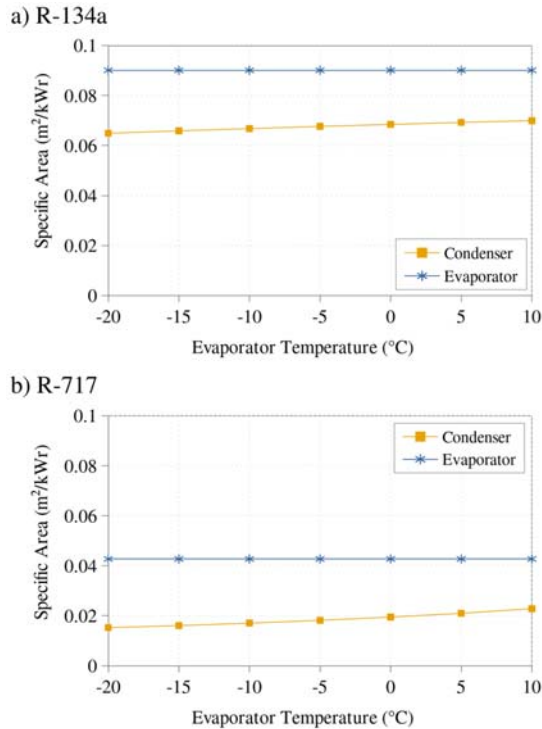 a) R-134a
0.1
0.08
0.06
0.04
0.02
0
Specific Area (m²/kWr)
Condenser
Evaporator
-20 -15 -10 -5 0 5 10
Evaporator Temperature (°C)
b) R-717
0.1
0.08
0.06
0.04
0.02
0
Specific Area (m²/kWr)
Condenser
Evaporator
-20 -15 -10 -5 0 5 10
Evaporator Temperature (°C)